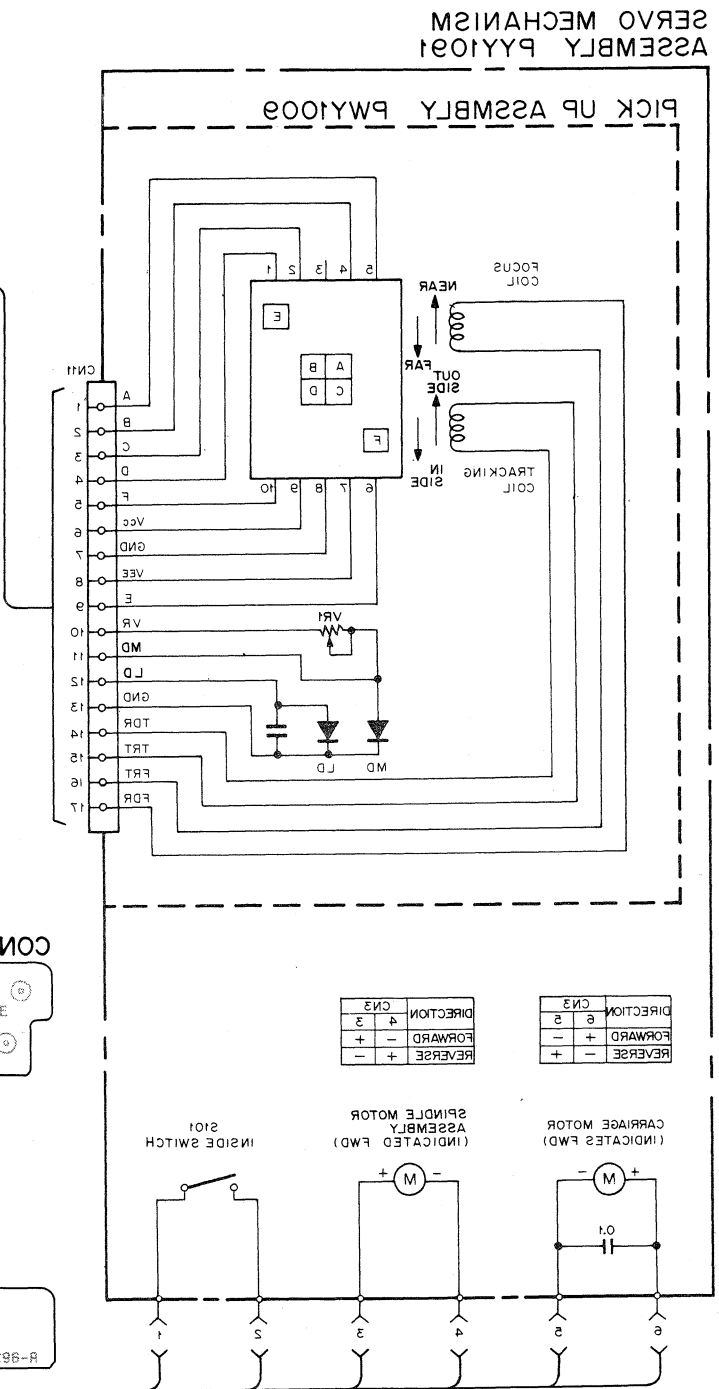 SERVO MECHANISM
ASSEMBLY PYY1091
PICK UP ASSMBLY PWY1009
FOCUS
COIL
NEAR
FAR
OUT
SIDE
IN
SIDE
TRACKING
COIL
5 4 3 2 1
E
A B
C D
F
6 7 8 9 10
CN11
A 1
B 2
C 3
D 4
F 5
Vcc 6
GND 7
VEE 8
E 9
VR 10
MD 11
LD 12
GND 13
TDR 14
TRT 15
FRT 16
FDR 17
VR1
MD LD
CON
E
DIRECTION CN3
6 5
FORWARD + −
REVERSE − +
DIRECTION CN3
4 3
FORWARD − +
REVERSE + −
CARRIAGE MOTOR
(INDICATES FWD)
+ M −
0.1
SPINDLE MOTOR
ASSEMBLY
(INDICATED FWD)
− M +
S101
INSIDE SWITCH
6 5 4 3 2 1